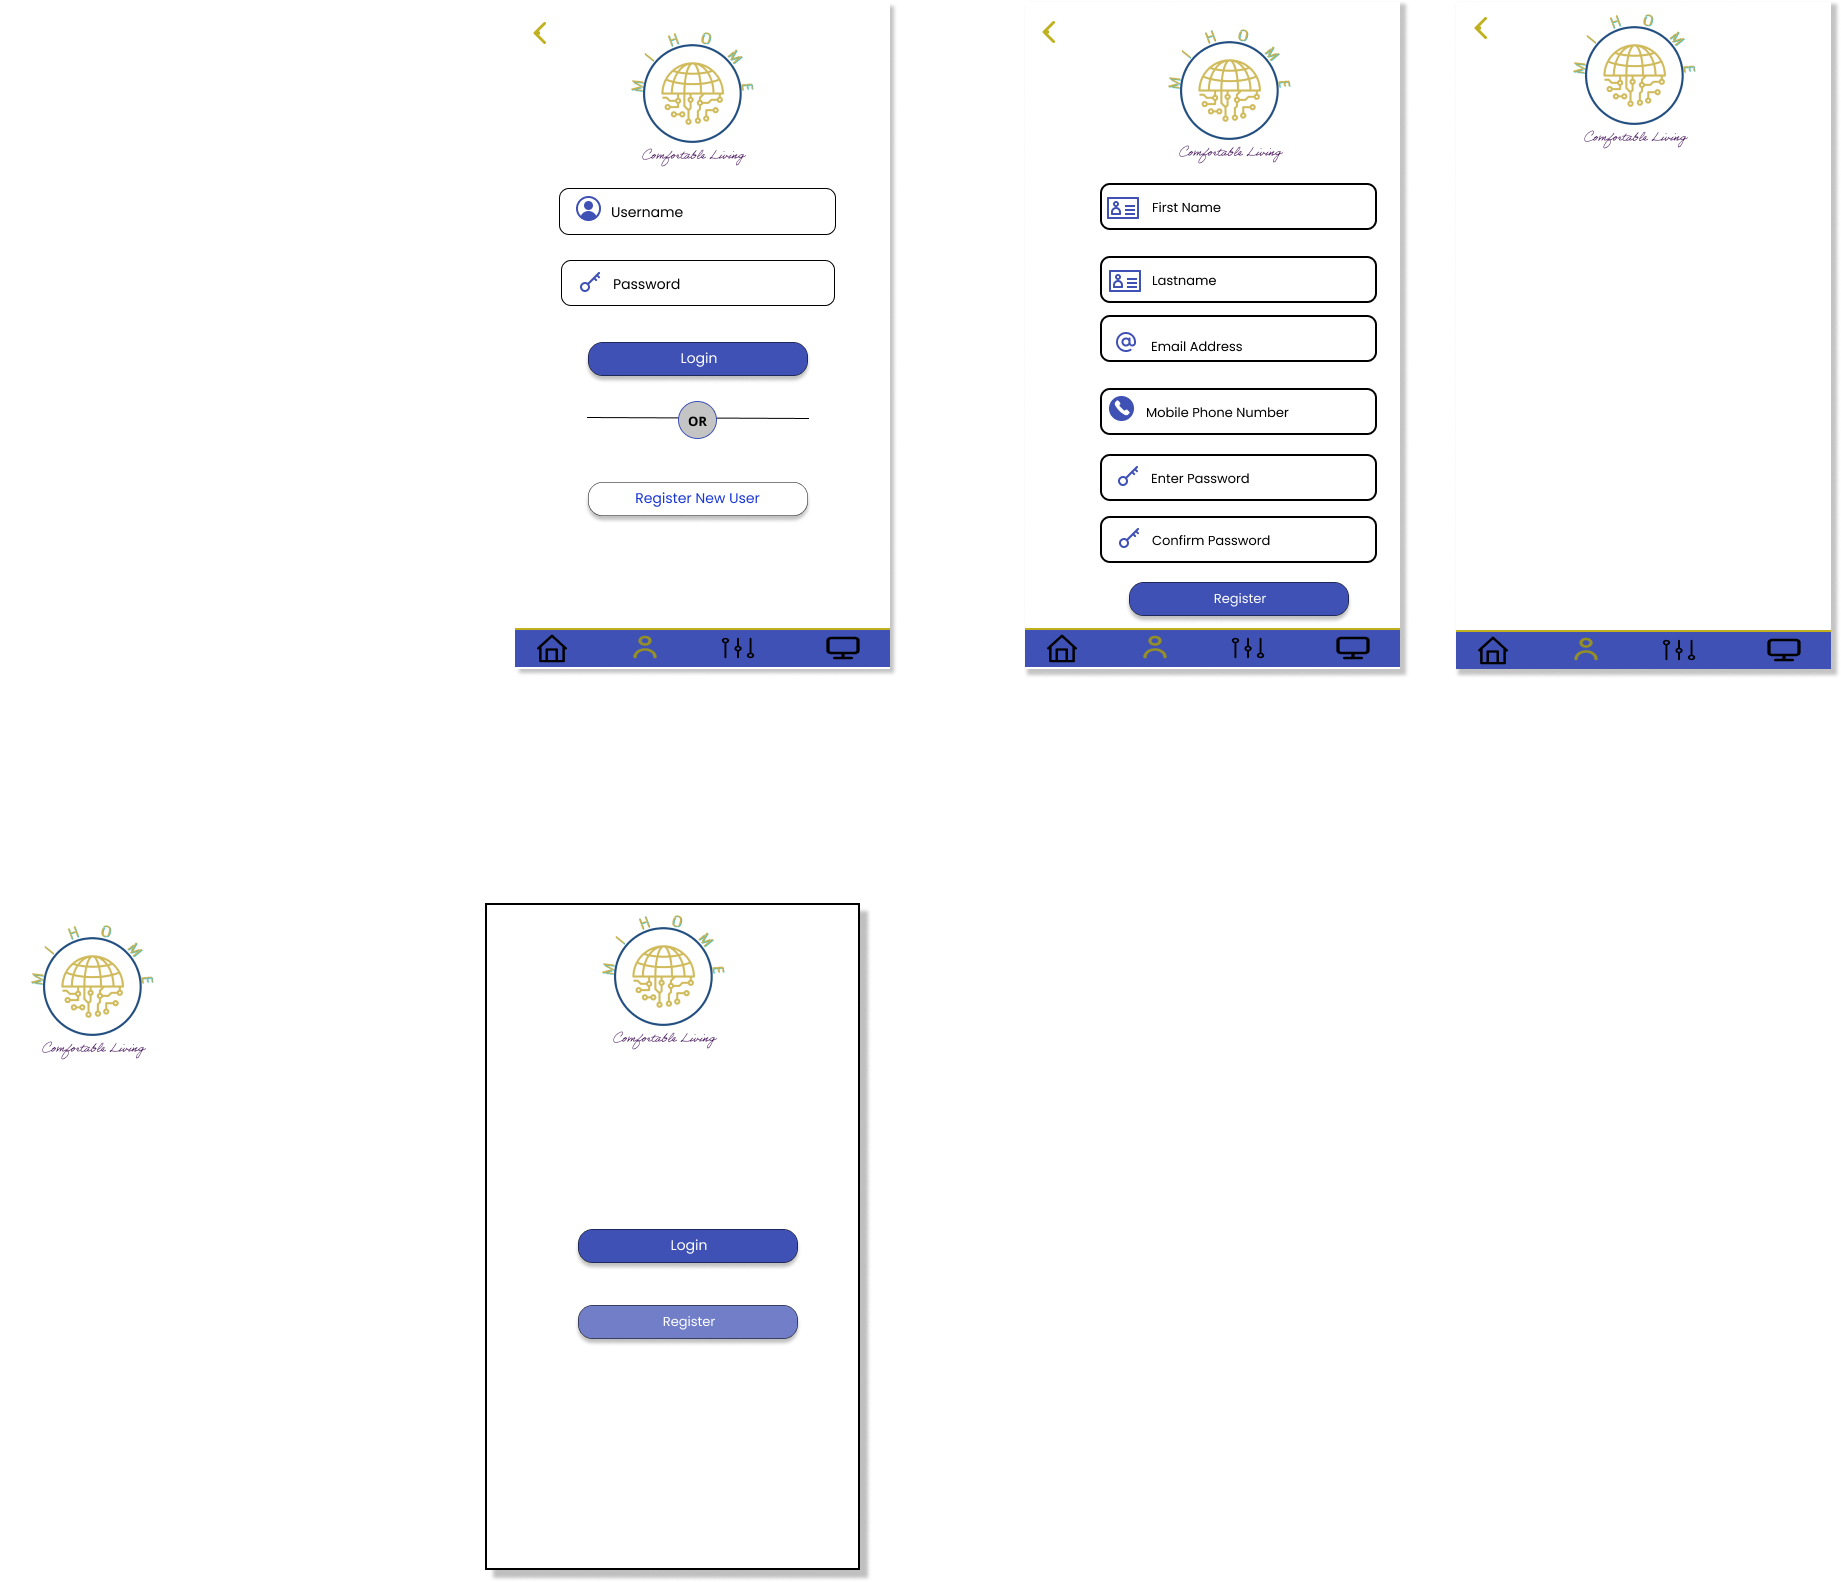 MIHOME
Comfortable Living
Username
Password
Login
OR
Register New User
MIHOME
Comfortable Living
First Name
Lastname
Email Address
Mobile Phone Number
Enter Password
Confirm Password
Register
MIHOME
Comfortable Living
MIHOME
Comfortable Living
MIHOME
Comfortable Living
Login
Register